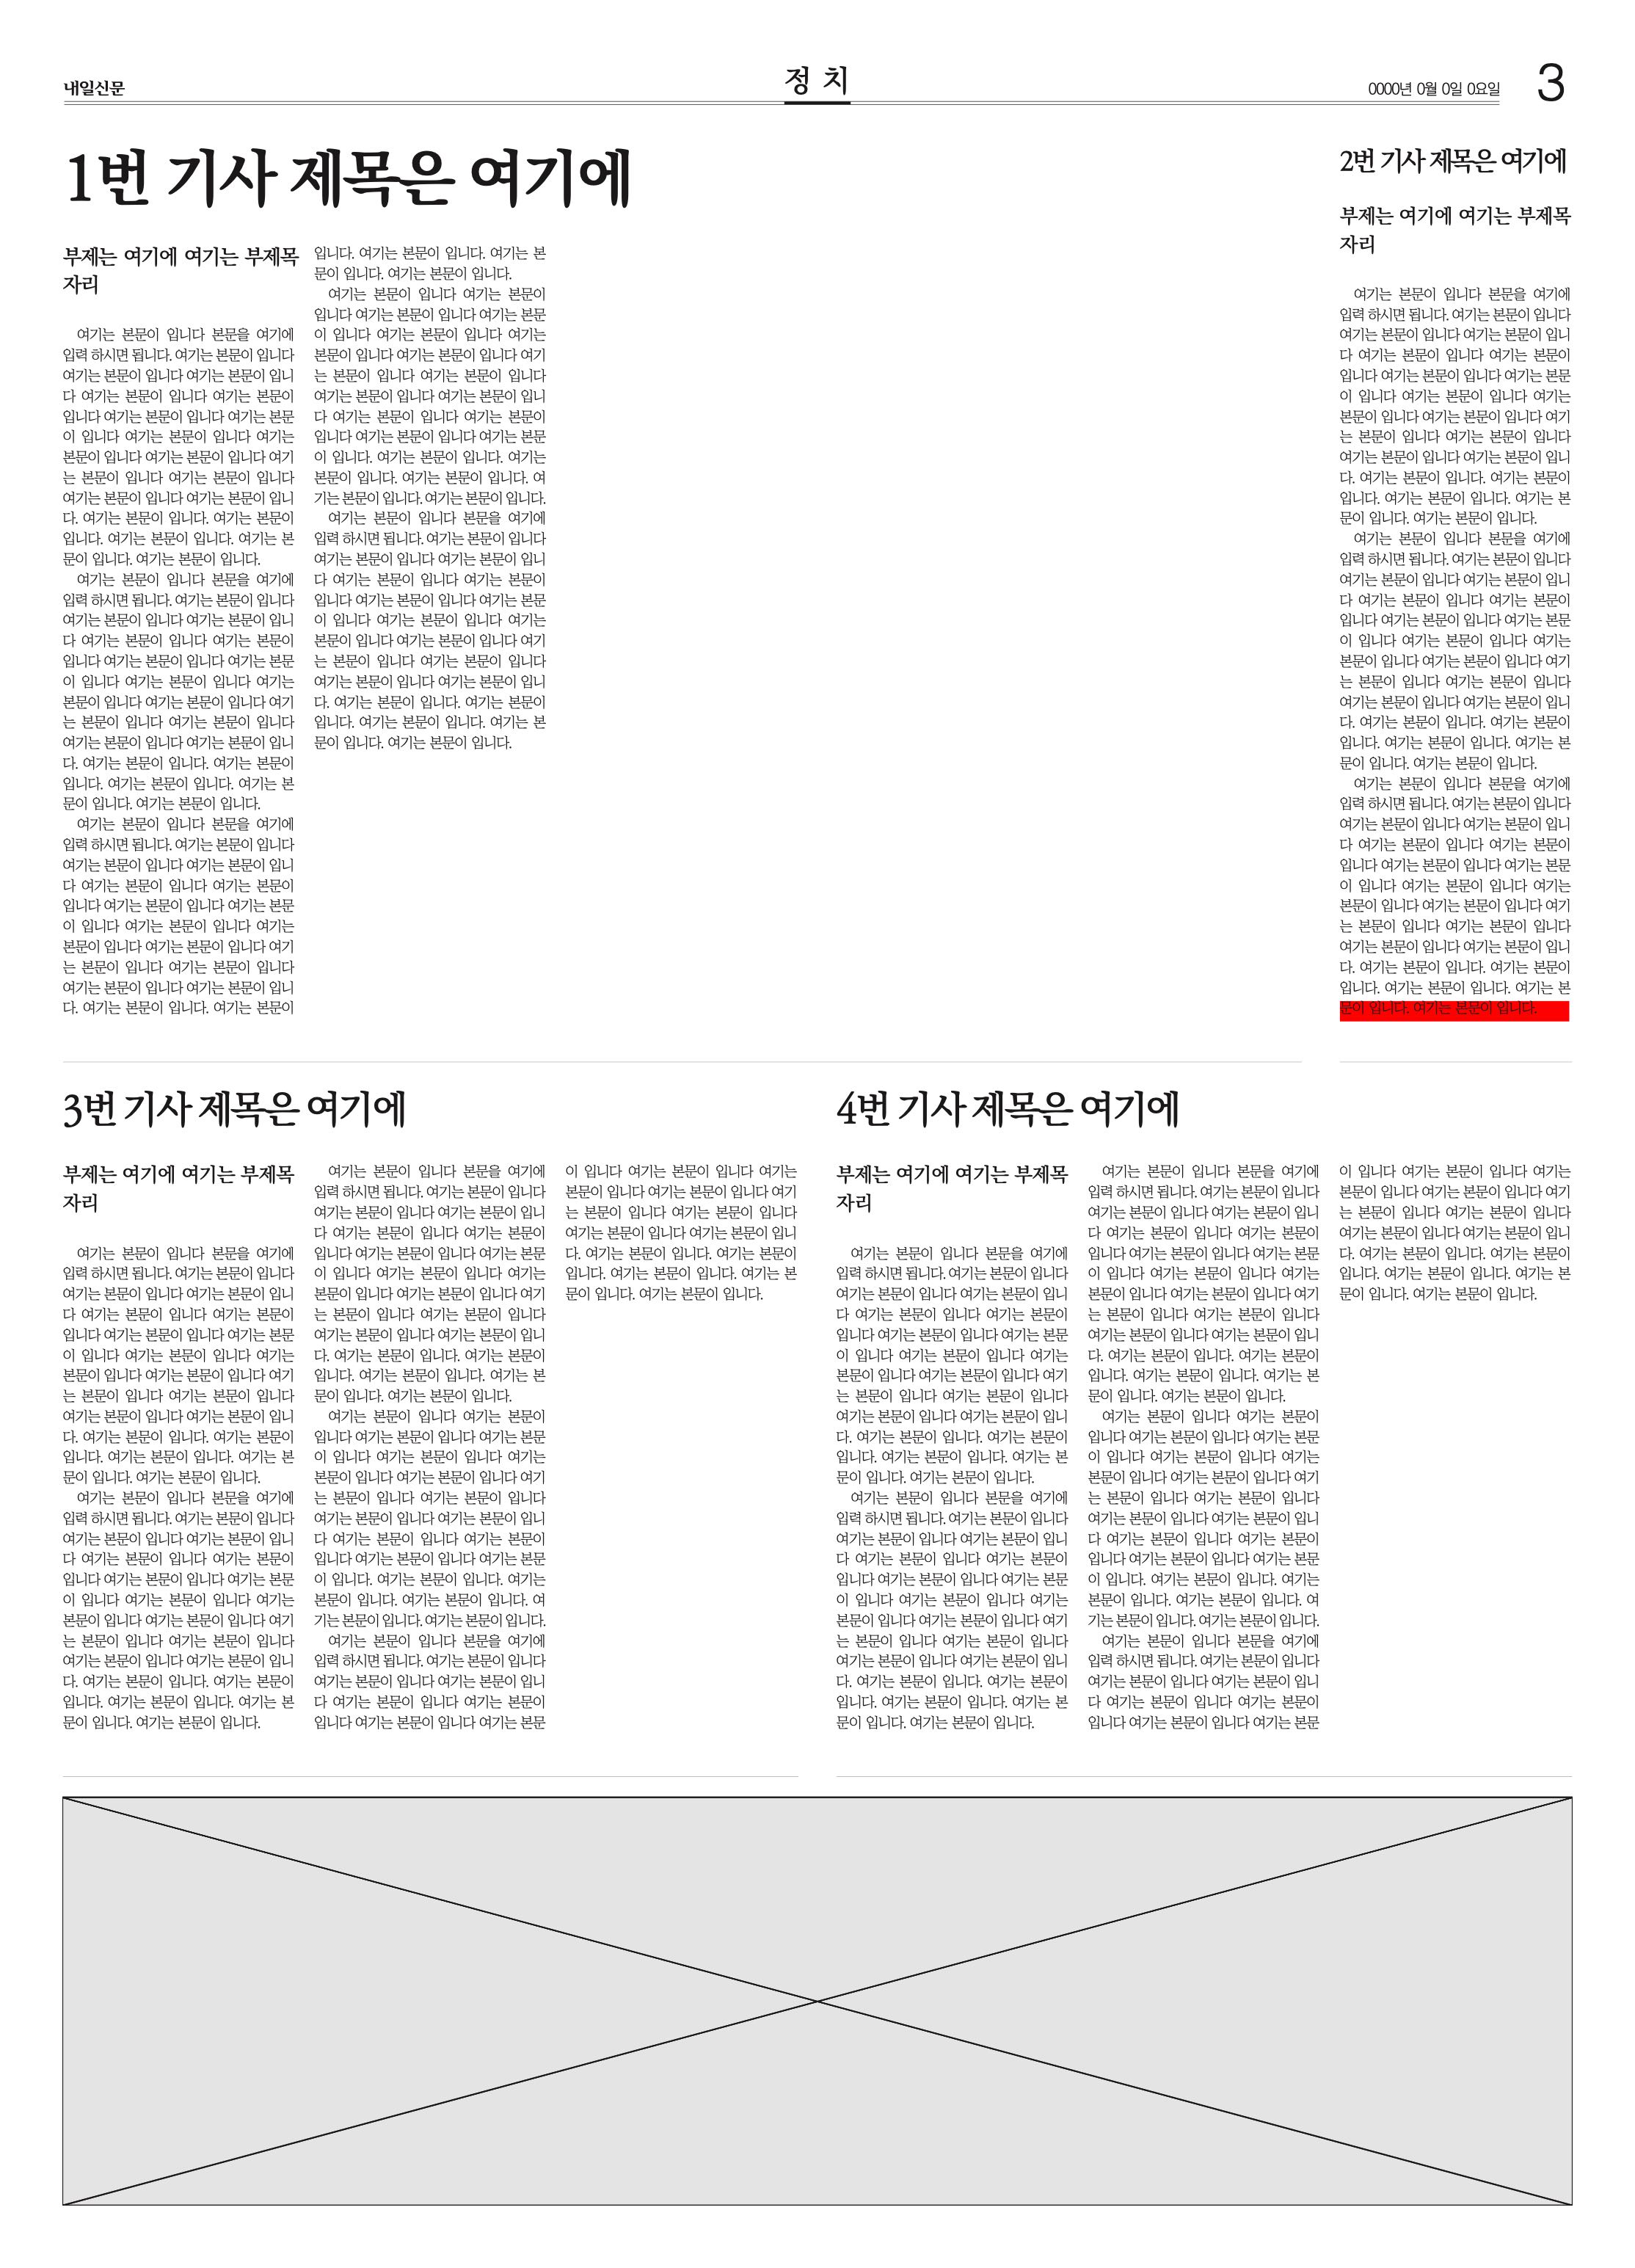 내일신문
정 치
0000년 0월 0일 0요일
3
1번 기사 제목은 여기에
부제는 여기에 여기는 부제목
자리
여기는 본문이 입니다 본문을 여기에
입력 하시면 됩니다. 여기는 본문이 입니다
여기는 본문이 입니다 여기는 본문이 입니
다 여기는 본문이 입니다 여기는 본문이
입니다 여기는 본문이 입니다 여기는 본문
이 입니다 여기는 본문이 입니다 여기는
본문이 입니다 여기는 본문이 입니다 여기
는 본문이 입니다 여기는 본문이 입니다
여기는 본문이 입니다 여기는 본문이 입니
다. 여기는 본문이 입니다. 여기는 본문이
입니다. 여기는 본문이 입니다. 여기는 본
문이 입니다. 여기는 본문이 입니다.
여기는 본문이 입니다 본문을 여기에
입력 하시면 됩니다. 여기는 본문이 입니다
여기는 본문이 입니다 여기는 본문이 입니
다 여기는 본문이 입니다 여기는 본문이
입니다 여기는 본문이 입니다 여기는 본문
이 입니다 여기는 본문이 입니다 여기는
본문이 입니다 여기는 본문이 입니다 여기
는 본문이 입니다 여기는 본문이 입니다
여기는 본문이 입니다 여기는 본문이 입니
다. 여기는 본문이 입니다. 여기는 본문이
입니다. 여기는 본문이 입니다. 여기는 본
문이 입니다. 여기는 본문이 입니다.
여기는 본문이 입니다 본문을 여기에
입력 하시면 됩니다. 여기는 본문이 입니다
여기는 본문이 입니다 여기는 본문이 입니
다 여기는 본문이 입니다 여기는 본문이
입니다 여기는 본문이 입니다 여기는 본문
이 입니다 여기는 본문이 입니다 여기는
본문이 입니다 여기는 본문이 입니다 여기
는 본문이 입니다 여기는 본문이 입니다
여기는 본문이 입니다 여기는 본문이 입니
다. 여기는 본문이 입니다. 여기는 본문이
입니다. 여기는 본문이 입니다. 여기는 본
문이 입니다. 여기는 본문이 입니다.
여기는 본문이 입니다 여기는 본문이
입니다 여기는 본문이 입니다 여기는 본문
이 입니다 여기는 본문이 입니다 여기는
본문이 입니다 여기는 본문이 입니다 여기
는 본문이 입니다 여기는 본문이 입니다
여기는 본문이 입니다 여기는 본문이 입니
다 여기는 본문이 입니다 여기는 본문이
입니다 여기는 본문이 입니다 여기는 본문
이 입니다. 여기는 본문이 입니다. 여기는
본문이 입니다. 여기는 본문이 입니다. 여
기는 본문이 입니다. 여기는 본문이 입니다.
여기는 본문이 입니다 본문을 여기에
입력 하시면 됩니다. 여기는 본문이 입니다
여기는 본문이 입니다 여기는 본문이 입니
다 여기는 본문이 입니다 여기는 본문이
입니다 여기는 본문이 입니다 여기는 본문
이 입니다 여기는 본문이 입니다 여기는
본문이 입니다 여기는 본문이 입니다 여기
는 본문이 입니다 여기는 본문이 입니다
여기는 본문이 입니다 여기는 본문이 입니
다. 여기는 본문이 입니다. 여기는 본문이
입니다. 여기는 본문이 입니다. 여기는 본
문이 입니다. 여기는 본문이 입니다.
2번 기사 제목은 여기에
부제는 여기에 여기는 부제목
자리
여기는 본문이 입니다 본문을 여기에
입력 하시면 됩니다. 여기는 본문이 입니다
여기는 본문이 입니다 여기는 본문이 입니
다 여기는 본문이 입니다 여기는 본문이
입니다 여기는 본문이 입니다 여기는 본문
이 입니다 여기는 본문이 입니다 여기는
본문이 입니다 여기는 본문이 입니다 여기
는 본문이 입니다 여기는 본문이 입니다
여기는 본문이 입니다 여기는 본문이 입니
다. 여기는 본문이 입니다. 여기는 본문이
입니다. 여기는 본문이 입니다. 여기는 본
문이 입니다. 여기는 본문이 입니다.
여기는 본문이 입니다 본문을 여기에
입력 하시면 됩니다. 여기는 본문이 입니다
여기는 본문이 입니다 여기는 본문이 입니
다 여기는 본문이 입니다 여기는 본문이
입니다 여기는 본문이 입니다 여기는 본문
이 입니다 여기는 본문이 입니다 여기는
본문이 입니다 여기는 본문이 입니다 여기
는 본문이 입니다 여기는 본문이 입니다
여기는 본문이 입니다 여기는 본문이 입니
다. 여기는 본문이 입니다. 여기는 본문이
입니다. 여기는 본문이 입니다. 여기는 본
문이 입니다. 여기는 본문이 입니다.
여기는 본문이 입니다 본문을 여기에
입력 하시면 됩니다. 여기는 본문이 입니다
여기는 본문이 입니다 여기는 본문이 입니
다 여기는 본문이 입니다 여기는 본문이
입니다 여기는 본문이 입니다 여기는 본문
이 입니다 여기는 본문이 입니다 여기는
본문이 입니다 여기는 본문이 입니다 여기
는 본문이 입니다 여기는 본문이 입니다
여기는 본문이 입니다 여기는 본문이 입니
다. 여기는 본문이 입니다. 여기는 본문이
입니다. 여기는 본문이 입니다. 여기는 본
문이 입니다. 여기는 본문이 입니다.
3번 기사 제목은 여기에
부제는 여기에 여기는 부제목
자리
여기는 본문이 입니다 본문을 여기에
입력 하시면 됩니다. 여기는 본문이 입니다
여기는 본문이 입니다 여기는 본문이 입니
다 여기는 본문이 입니다 여기는 본문이
입니다 여기는 본문이 입니다 여기는 본문
이 입니다 여기는 본문이 입니다 여기는
본문이 입니다 여기는 본문이 입니다 여기
는 본문이 입니다 여기는 본문이 입니다
여기는 본문이 입니다 여기는 본문이 입니
다. 여기는 본문이 입니다. 여기는 본문이
입니다. 여기는 본문이 입니다. 여기는 본
문이 입니다. 여기는 본문이 입니다.
여기는 본문이 입니다 본문을 여기에
입력 하시면 됩니다. 여기는 본문이 입니다
여기는 본문이 입니다 여기는 본문이 입니
다 여기는 본문이 입니다 여기는 본문이
입니다 여기는 본문이 입니다 여기는 본문
이 입니다 여기는 본문이 입니다 여기는
본문이 입니다 여기는 본문이 입니다 여기
는 본문이 입니다 여기는 본문이 입니다
여기는 본문이 입니다 여기는 본문이 입니
다. 여기는 본문이 입니다. 여기는 본문이
입니다. 여기는 본문이 입니다. 여기는 본
문이 입니다. 여기는 본문이 입니다.
여기는 본문이 입니다 본문을 여기에
입력 하시면 됩니다. 여기는 본문이 입니다
여기는 본문이 입니다 여기는 본문이 입니
다 여기는 본문이 입니다 여기는 본문이
입니다 여기는 본문이 입니다 여기는 본문
이 입니다 여기는 본문이 입니다 여기는
본문이 입니다 여기는 본문이 입니다 여기
는 본문이 입니다 여기는 본문이 입니다
여기는 본문이 입니다 여기는 본문이 입니
다. 여기는 본문이 입니다. 여기는 본문이
입니다. 여기는 본문이 입니다. 여기는 본
문이 입니다. 여기는 본문이 입니다.
여기는 본문이 입니다 여기는 본문이
입니다 여기는 본문이 입니다 여기는 본문
이 입니다 여기는 본문이 입니다 여기는
본문이 입니다 여기는 본문이 입니다 여기
는 본문이 입니다 여기는 본문이 입니다
여기는 본문이 입니다 여기는 본문이 입니
다 여기는 본문이 입니다 여기는 본문이
입니다 여기는 본문이 입니다 여기는 본문
이 입니다. 여기는 본문이 입니다. 여기는
본문이 입니다. 여기는 본문이 입니다. 여
기는 본문이 입니다. 여기는 본문이 입니다.
여기는 본문이 입니다 본문을 여기에
입력 하시면 됩니다. 여기는 본문이 입니다
여기는 본문이 입니다 여기는 본문이 입니
다 여기는 본문이 입니다 여기는 본문이
입니다 여기는 본문이 입니다 여기는 본문
이 입니다 여기는 본문이 입니다 여기는
본문이 입니다 여기는 본문이 입니다 여기
는 본문이 입니다 여기는 본문이 입니다
여기는 본문이 입니다 여기는 본문이 입니
다. 여기는 본문이 입니다. 여기는 본문이
입니다. 여기는 본문이 입니다. 여기는 본
문이 입니다. 여기는 본문이 입니다.
4번 기사 제목은 여기에
부제는 여기에 여기는 부제목
자리
여기는 본문이 입니다 본문을 여기에
입력 하시면 됩니다. 여기는 본문이 입니다
여기는 본문이 입니다 여기는 본문이 입니
다 여기는 본문이 입니다 여기는 본문이
입니다 여기는 본문이 입니다 여기는 본문
이 입니다 여기는 본문이 입니다 여기는
본문이 입니다 여기는 본문이 입니다 여기
는 본문이 입니다 여기는 본문이 입니다
여기는 본문이 입니다 여기는 본문이 입니
다. 여기는 본문이 입니다. 여기는 본문이
입니다. 여기는 본문이 입니다. 여기는 본
문이 입니다. 여기는 본문이 입니다.
여기는 본문이 입니다 본문을 여기에
입력 하시면 됩니다. 여기는 본문이 입니다
여기는 본문이 입니다 여기는 본문이 입니
다 여기는 본문이 입니다 여기는 본문이
입니다 여기는 본문이 입니다 여기는 본문
이 입니다 여기는 본문이 입니다 여기는
본문이 입니다 여기는 본문이 입니다 여기
는 본문이 입니다 여기는 본문이 입니다
여기는 본문이 입니다 여기는 본문이 입니
다. 여기는 본문이 입니다. 여기는 본문이
입니다. 여기는 본문이 입니다. 여기는 본
문이 입니다. 여기는 본문이 입니다.
여기는 본문이 입니다 본문을 여기에
입력 하시면 됩니다. 여기는 본문이 입니다
여기는 본문이 입니다 여기는 본문이 입니
다 여기는 본문이 입니다 여기는 본문이
입니다 여기는 본문이 입니다 여기는 본문
이 입니다 여기는 본문이 입니다 여기는
본문이 입니다 여기는 본문이 입니다 여기
는 본문이 입니다 여기는 본문이 입니다
여기는 본문이 입니다 여기는 본문이 입니
다. 여기는 본문이 입니다. 여기는 본문이
입니다. 여기는 본문이 입니다. 여기는 본
문이 입니다. 여기는 본문이 입니다.
여기는 본문이 입니다 여기는 본문이
입니다 여기는 본문이 입니다 여기는 본문
이 입니다 여기는 본문이 입니다 여기는
본문이 입니다 여기는 본문이 입니다 여기
는 본문이 입니다 여기는 본문이 입니다
여기는 본문이 입니다 여기는 본문이 입니
다 여기는 본문이 입니다 여기는 본문이
입니다 여기는 본문이 입니다 여기는 본문
이 입니다. 여기는 본문이 입니다. 여기는
본문이 입니다. 여기는 본문이 입니다. 여
기는 본문이 입니다. 여기는 본문이 입니다.
여기는 본문이 입니다 본문을 여기에
입력 하시면 됩니다. 여기는 본문이 입니다
여기는 본문이 입니다 여기는 본문이 입니
다 여기는 본문이 입니다 여기는 본문이
입니다 여기는 본문이 입니다 여기는 본문
이 입니다 여기는 본문이 입니다 여기는
본문이 입니다 여기는 본문이 입니다 여기
는 본문이 입니다 여기는 본문이 입니다
여기는 본문이 입니다 여기는 본문이 입니
다. 여기는 본문이 입니다. 여기는 본문이
입니다. 여기는 본문이 입니다. 여기는 본
문이 입니다. 여기는 본문이 입니다.